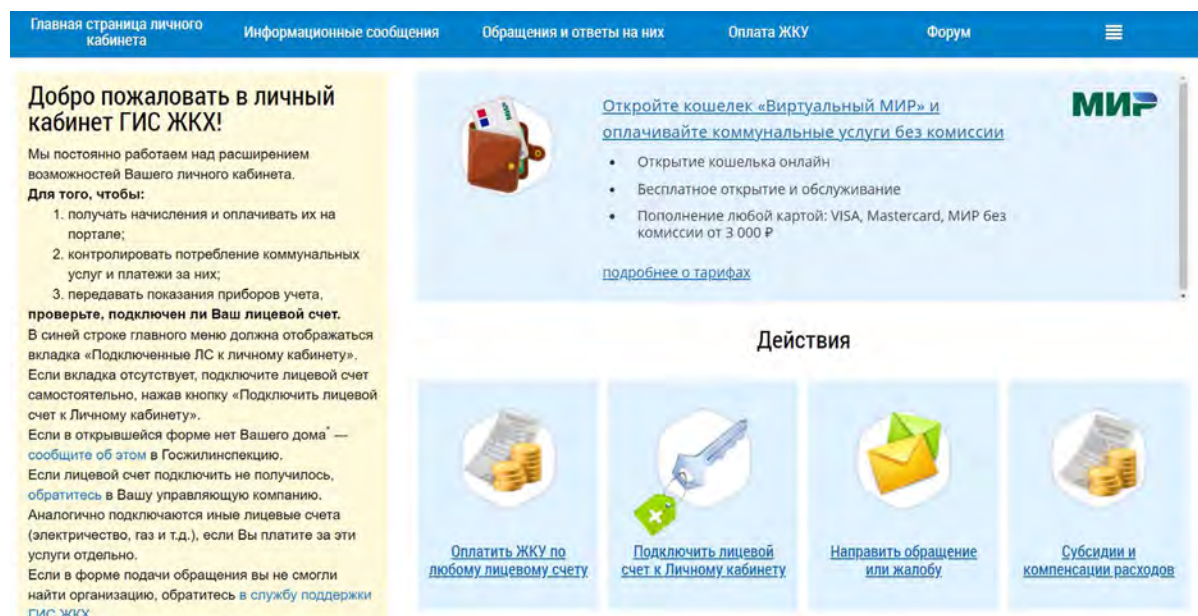 Главная страница личного
кабинета
Информационные сообщения
Обращения и ответы на них
Оплата ЖКУ
Форум
Добро пожаловать в личный
кабинет ГИС ЖКХ!
Мы постоянно работаем над расширением
возможностей Вашего личного кабинета.
Для того, чтобы:
1. получать начисления и оплачивать их на
портале;
2. контролировать потребление коммунальных
услуг и платежи за них;
3. передавать показания приборов учета,
проверьте, подключен ли Ваш лицевой счет.
В синей строке главного меню должна отображаться
вкладка «Подключенные ЛС к личному кабинету».
Если вкладка отсутствует, подключите лицевой счет
самостоятельно, нажав кнопку «Подключить лицевой
счет к Личному кабинету».
Если в открывшейся форме нет Вашего дома* —
сообщите об этом в Госжилинспекцию.
Если лицевой счет подключить не получилось,
обратитесь в Вашу управляющую компанию.
Аналогично подключаются иные лицевые счета
(электричество, газ и т.д.), если Вы платите за эти
услуги отдельно.
Если в форме подачи обращения вы не смогли
найти организацию, обратитесь в службу поддержки
ГИС ЖКХ
Откройте кошелек «Виртуальный МИР» и
оплачивайте коммунальные услуги без комиссии
• Открытие кошелька онлайн
• Бесплатное открытие и обслуживание
• Пополнение любой картой: VISA, Mastercard, МИР без
комиссии от 3 000 ₽
подробнее о тарифах
МИР
Действия
Оплатить ЖКУ по
любому лицевому счету
Подключить лицевой
счет к Личному кабинету
Направить обращение
или жалобу
Субсидии и
компенсации расходов